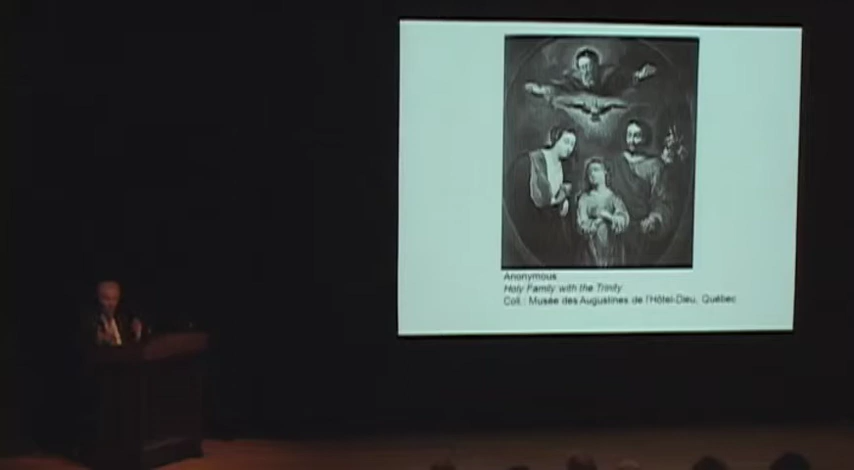 Anonymous
Holy Family with the Trinity
Coll.: Musée des Augustines de l'Hôtel-Dieu, Québec